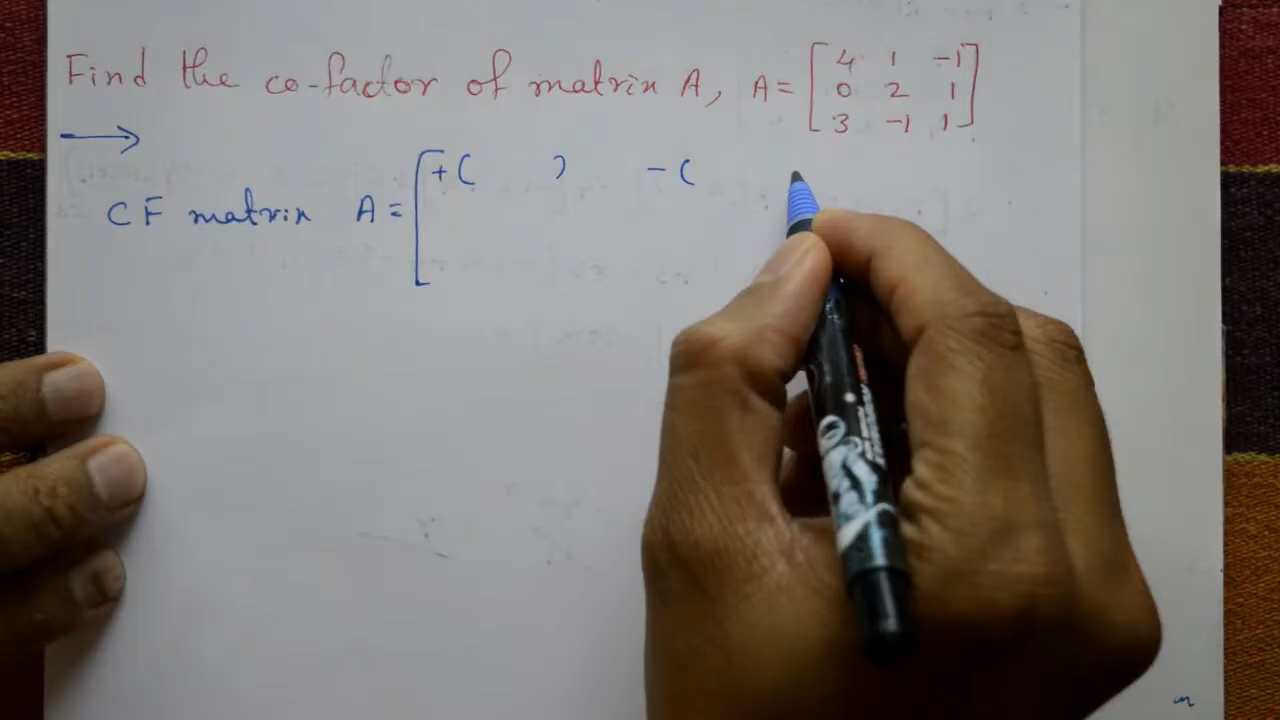 Find the co-factor of matrix A, A = [ 4 1 -1
0 2 1
3 -1 1 ]
→
CF matrix A = [ +( ) -(